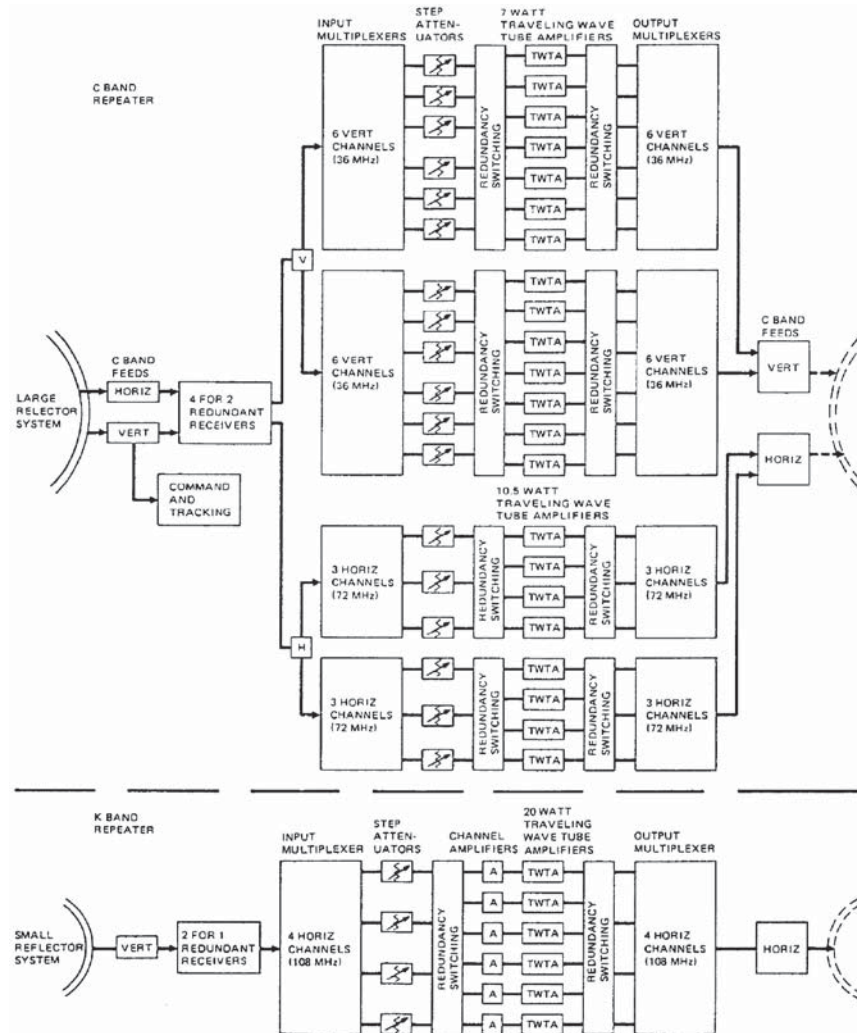 INPUT
MULTIPLEXERS
STEP
ATTEN-
UATORS
7 WATT
TRAVELING WAVE
TUBE AMPLIFIERS
OUTPUT
MULTIPLEXERS
C BAND
REPEATER
6 VERT
CHANNELS
(36 MHz)
REDUNDANCY
SWITCHING
TWTA
TWTA
TWTA
TWTA
TWTA
TWTA
TWTA
REDUNDANCY
SWITCHING
6 VERT
CHANNELS
(36 MHz)
V
6 VERT
CHANNELS
(36 MHz)
REDUNDANCY
SWITCHING
TWTA
TWTA
TWTA
TWTA
TWTA
TWTA
TWTA
REDUNDANCY
SWITCHING
6 VERT
CHANNELS
(36 MHz)
C BAND
FEEDS
VERT
HORIZ
LARGE
RELECTOR
SYSTEM
C BAND
FEEDS
HORIZ
VERT
4 FOR 2
REDUNDANT
RECEIVERS
COMMAND
AND
TRACKING
10.5 WATT
TRAVELING WAVE
TUBE AMPLIFIERS
3 HORIZ
CHANNELS
(72 MHz)
REDUNDANCY
SWITCHING
TWTA
TWTA
TWTA
TWTA
REDUNDANCY
SWITCHING
3 HORIZ
CHANNELS
(72 MHz)
H
3 HORIZ
CHANNELS
(72 MHz)
REDUNDANCY
SWITCHING
TWTA
TWTA
TWTA
TWTA
REDUNDANCY
SWITCHING
3 HORIZ
CHANNELS
(72 MHz)
K BAND
REPEATER
INPUT
MULTIPLEXER
STEP
ATTEN-
UATORS
CHANNEL
AMPLIFIERS
20 WATT
TRAVELING
WAVE TUBE
AMPLIFIERS
OUTPUT
MULTIPLEXER
SMALL
REFLECTOR
SYSTEM
VERT
2 FOR 1
REDUNDANT
RECEIVERS
4 HORIZ
CHANNELS
(108 MHz)
REDUNDANCY
SWITCHING
A TWTA
A TWTA
A TWTA
A TWTA
A TWTA
A TWTA
REDUNDANCY
SWITCHING
4 HORIZ
CHANNELS
(108 MHz)
HORIZ